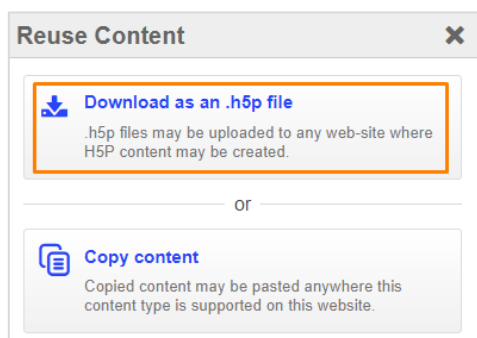 Reuse Content
Download as an .h5p file
.h5p files may be uploaded to any web-site where
H5P content may be created.
or
Copy content
Copied content may be pasted anywhere this
content type is supported on this website.